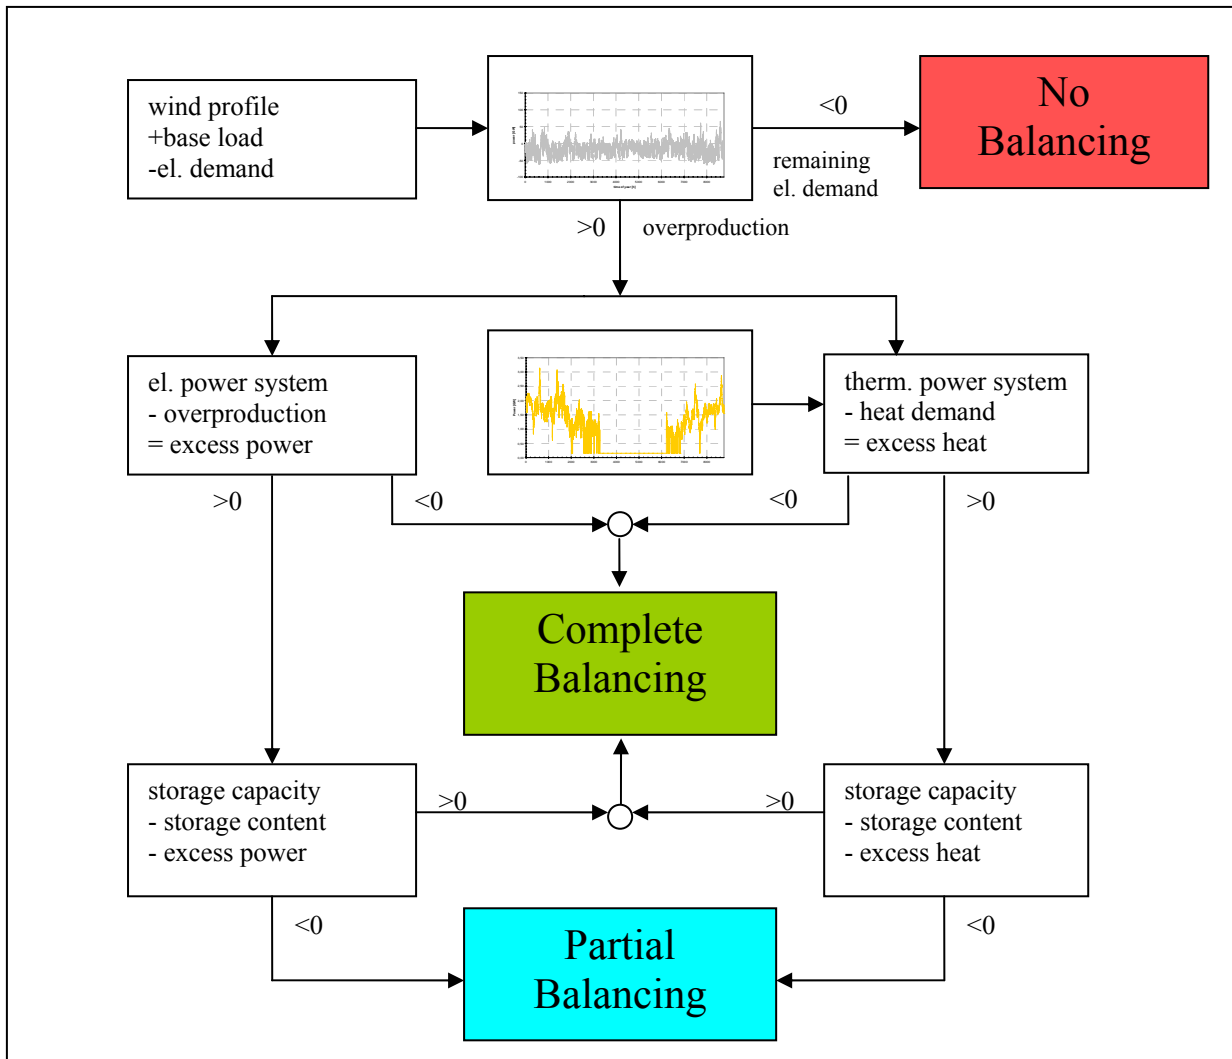 wind profile
+base load
-el. demand
<0
No
Balancing
remaining
el. demand
>0
overproduction
el. power system
- overproduction
= excess power
therm. power system
- heat demand
= excess heat
>0
<0
<0
>0
Complete
Balancing
storage capacity
- storage content
- excess power
>0
>0
storage capacity
- storage content
- excess heat
<0
Partial
Balancing
<0